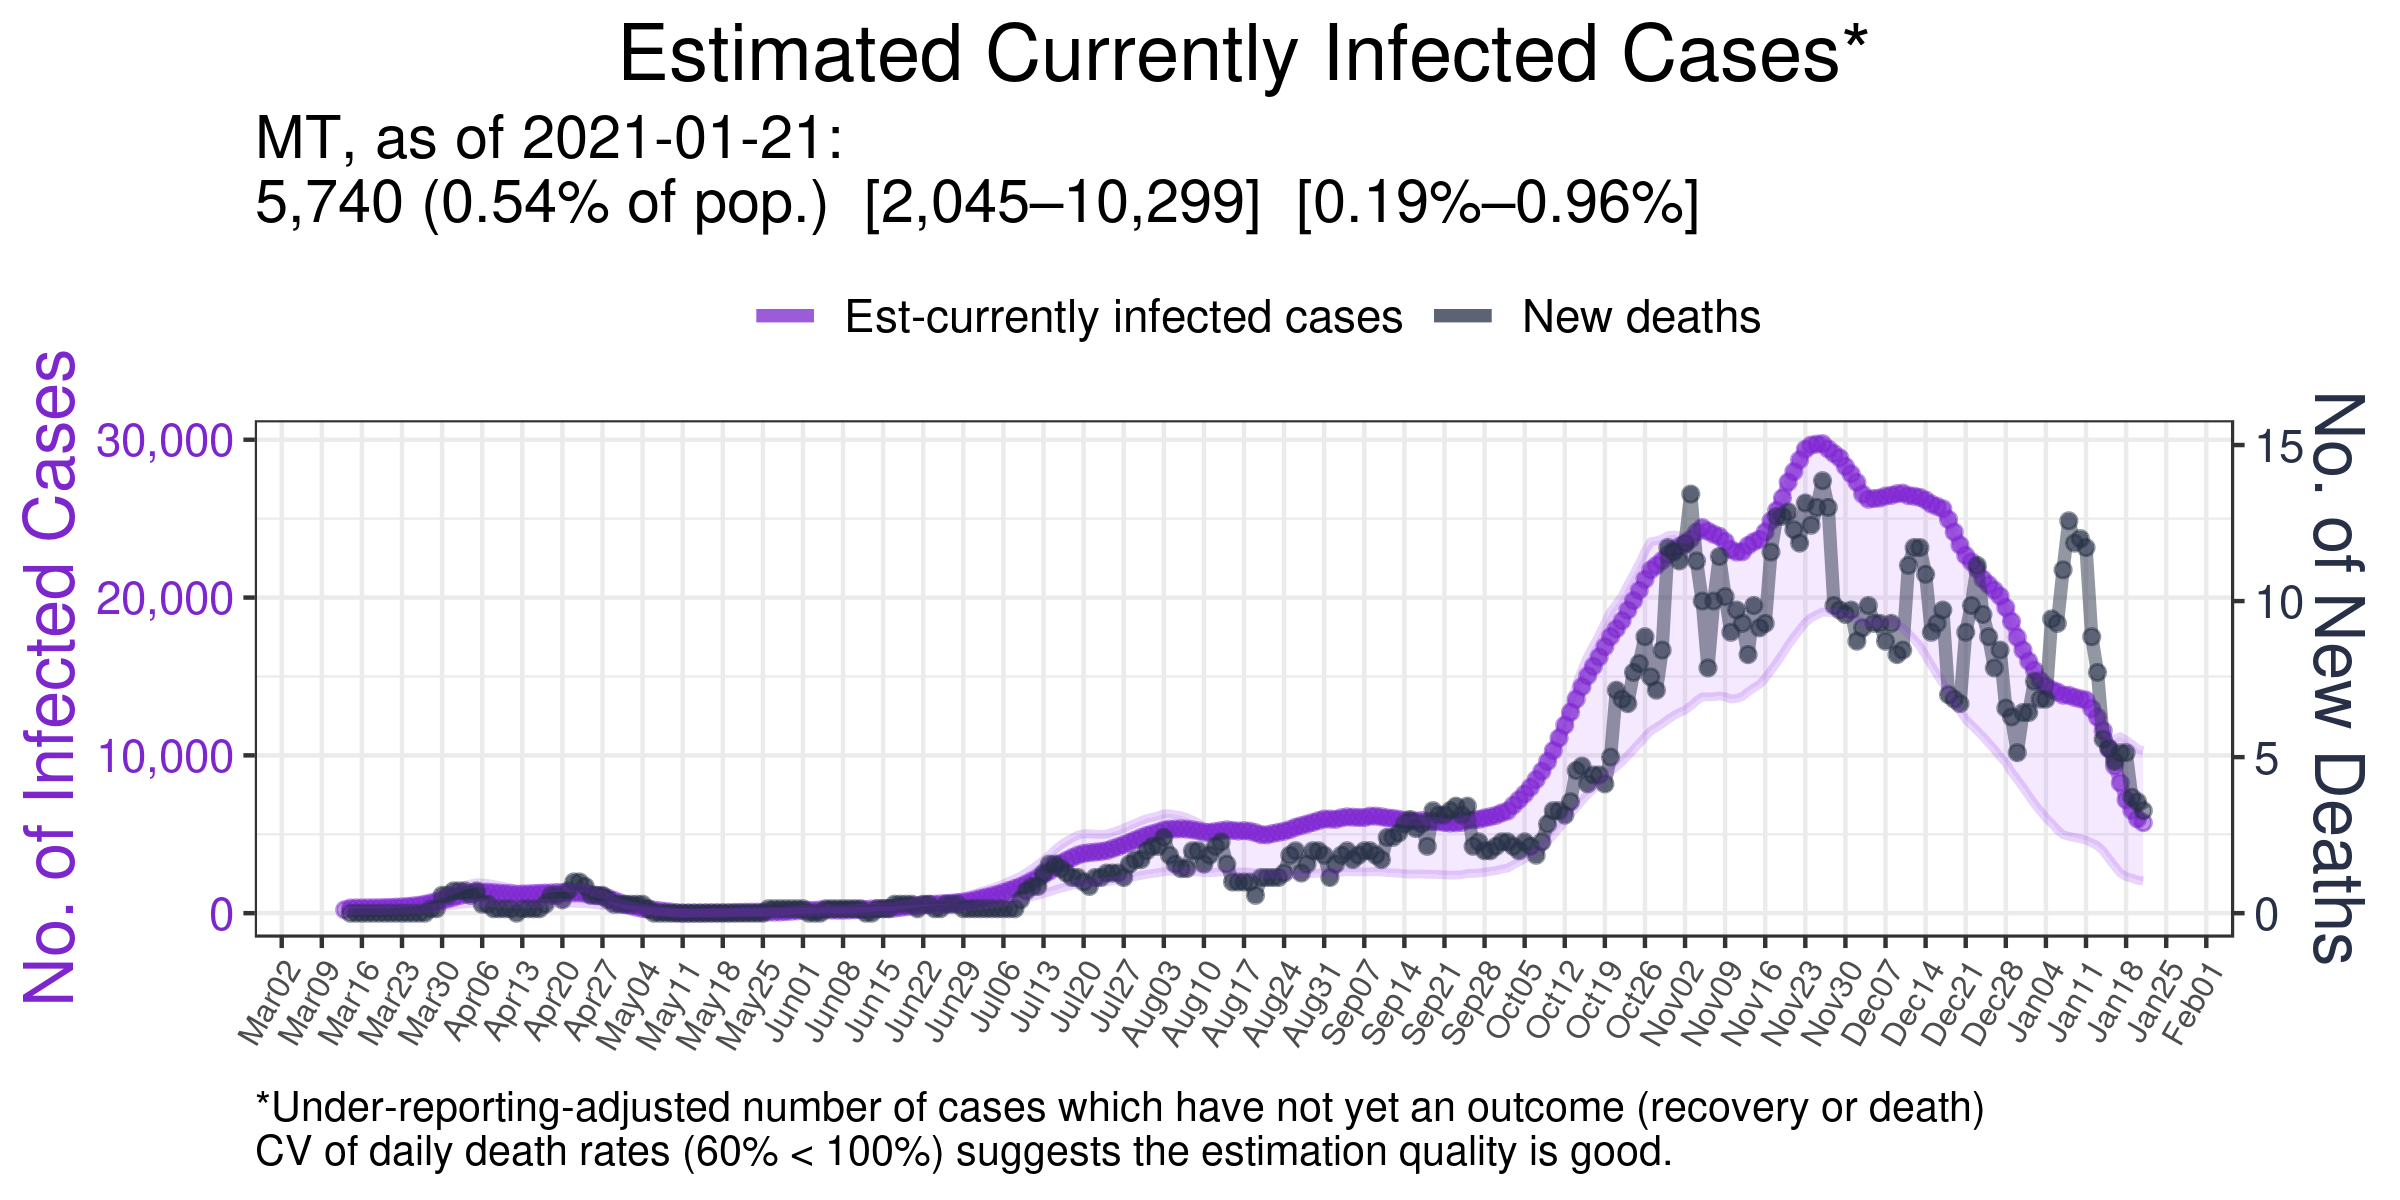 Estimated Currently Infected Cases*
MT, as of 2021-01-21:
5,740 (0.54% of pop.) [2,045–10,299] [0.19%–0.96%]
Est-currently infected cases
New deaths
No. of Infected Cases
30,000
20,000
10,000
0
15
10
5
0
No. of New Deaths
Mar02
Mar09
Mar16
Mar23
Mar30
Apr06
Apr13
Apr20
Apr27
May04
May11
May18
May25
Jun01
Jun08
Jun15
Jun22
Jun29
Jul06
Jul13
Jul20
Jul27
Aug03
Aug10
Aug17
Aug24
Aug31
Sep07
Sep14
Sep21
Sep28
Oct05
Oct12
Oct19
Oct26
Nov02
Nov09
Nov16
Nov23
Nov30
Dec07
Dec14
Dec21
Dec28
Jan04
Jan11
Jan18
Jan25
Feb01
*Under-reporting-adjusted number of cases which have not yet an outcome (recovery or death)
CV of daily death rates (60% < 100%) suggests the estimation quality is good.